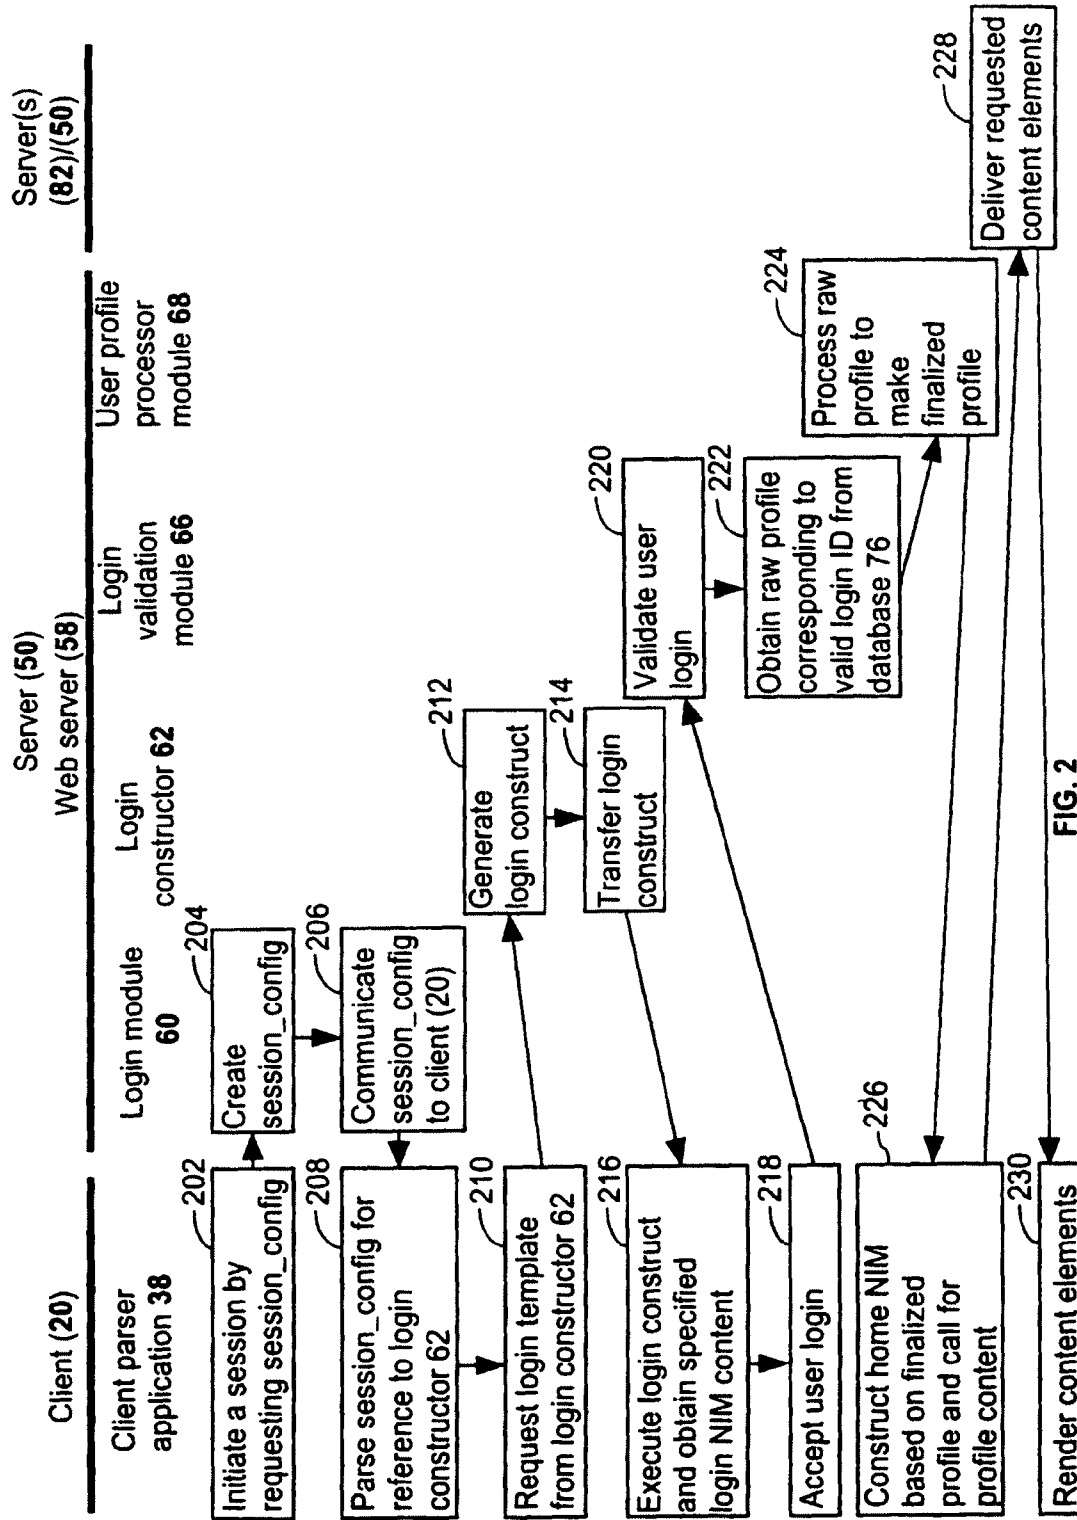 Client (20)
Server (50)
Web server (58)
Server(s)
(82)/(50)
Client parser
application 38
Login module
60
Login
constructor 62
Login
validation
module 66
User profile
processor
module 68
202
Initiate a session by
requesting session_config
204
Create
session_config
206
Communicate
session_config
to client (20)
208
Parse session_config for
reference to login
constructor 62
210
Request login template
from login constructor 62
212
Generate
login construct
214
Transfer login
construct
216
Execute login construct
and obtain specified
login NIM content
218
Accept user login
220
Validate user
login
222
Obtain raw profile
corresponding to
valid login ID from
database 76
224
Process raw
profile to
make
finalized
profile
226
Construct home NIM
based on finalized
profile and call for
profile content
228
Deliver requested
content elements
230
Render content elements
FIG. 2